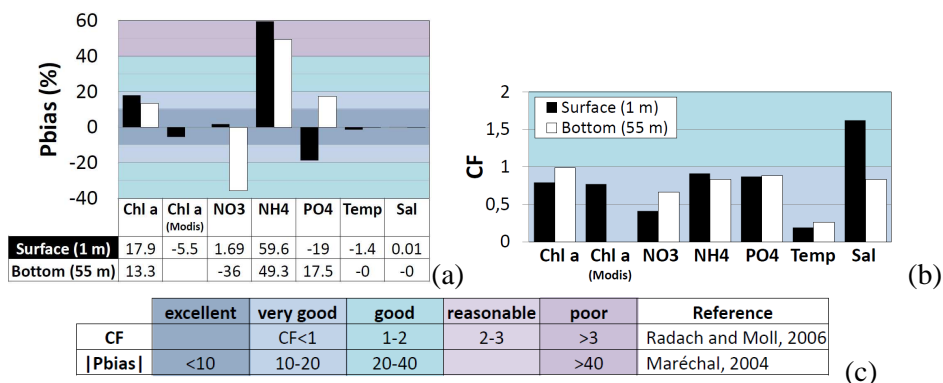 60
40
20
0
-20
-40
Pbias (%)
Chl a Chl a (Modis) NO3 NH4 PO4 Temp Sal
Surface (1 m) 17.9 -5.5 1.69 59.6 -19 -1.4 0.01
Bottom (55 m) 13.3 -36 49.3 17.5 -0 -0
(a)
2
1,5
1
0,5
0
CF
Surface (1 m)
Bottom (55 m)
Chl a Chl a (Modis) NO3 NH4 PO4 Temp Sal
(b)
excellent very good good reasonable poor Reference
CF CF<1 1-2 2-3 >3 Radach and Moll, 2006
|Pbias| <10 10-20 20-40 >40 Maréchal, 2004
(c)